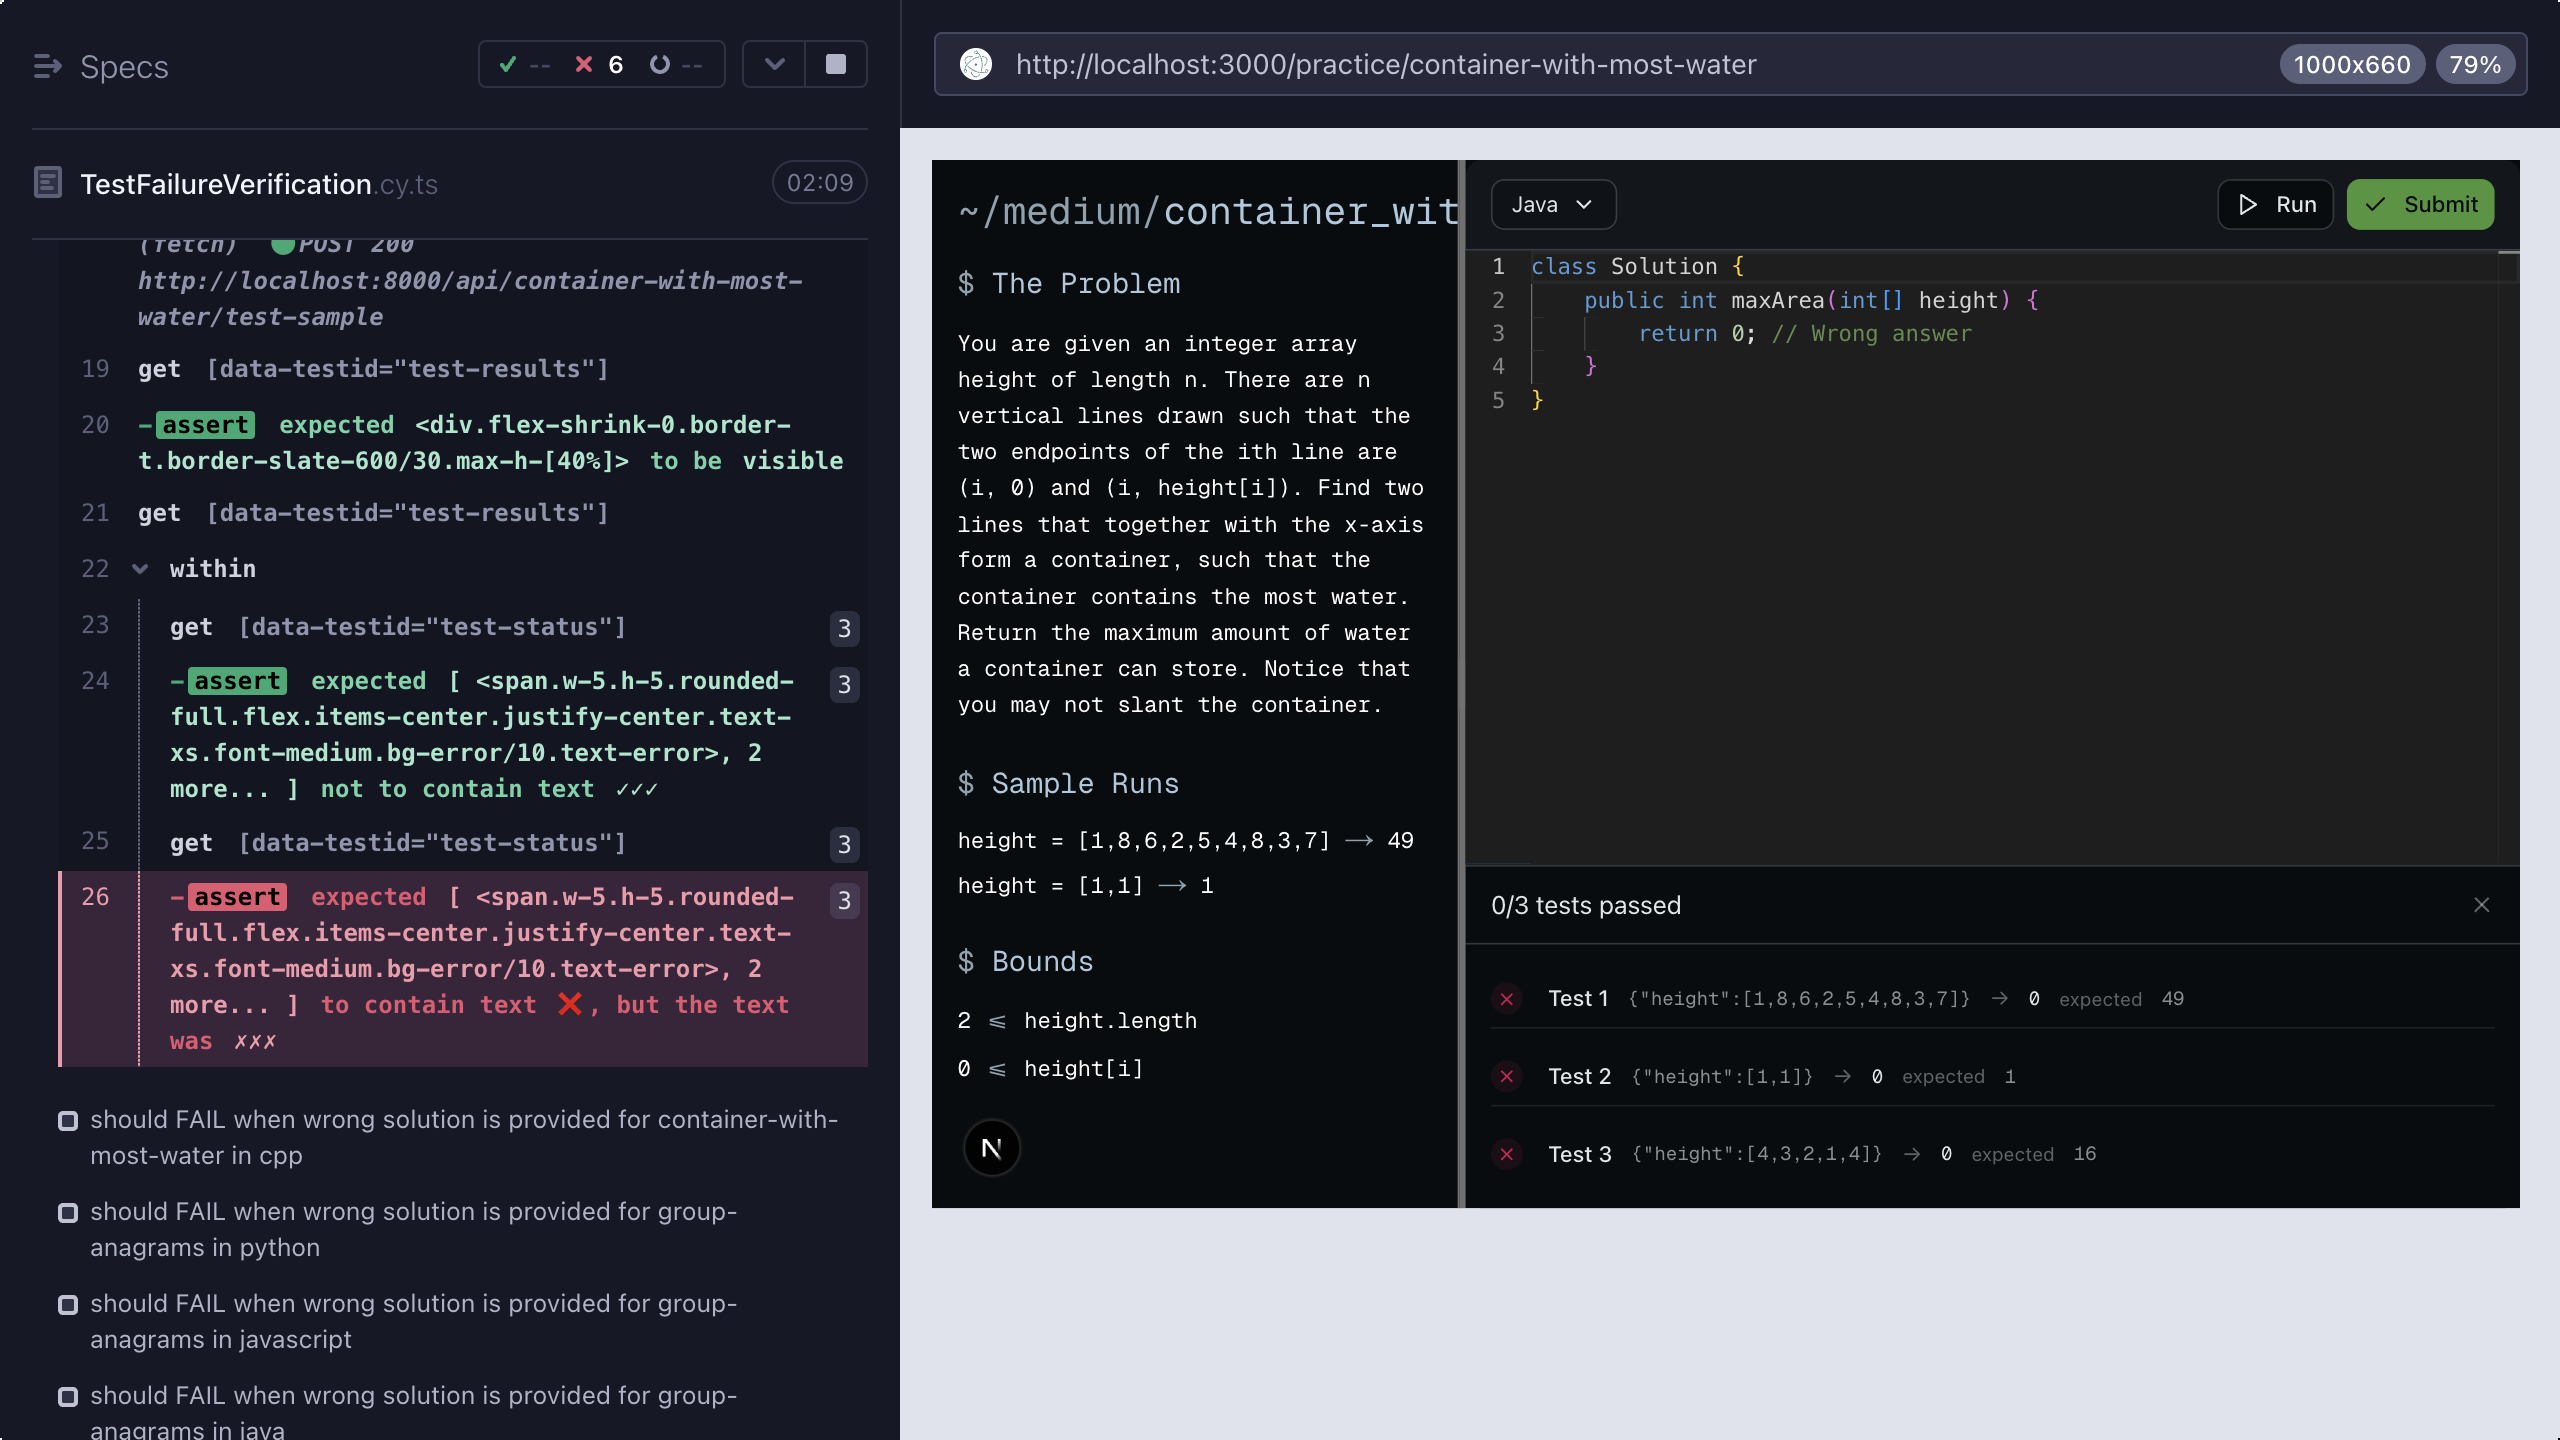 Specs
✓ -- ✕ 6 --
TestFailureVerification.cy.ts
02:09
(fetch) POST 200
http://localhost:8000/api/container-with-most-
water/test-sample
19 get [data-testid="test-results"]
20 -assert expected <div.flex-shrink-0.border-
t.border-slate-600/30.max-h-[40%]> to be visible
21 get [data-testid="test-results"]
22 within
23 get [data-testid="test-status"] 3
24 -assert expected [ <span.w-5.h-5.rounded- 3
full.flex.items-center.justify-center.text-
xs.font-medium.bg-error/10.text-error>, 2
more... ] not to contain text ✓✓✓
25 get [data-testid="test-status"] 3
26 -assert expected [ <span.w-5.h-5.rounded- 3
full.flex.items-center.justify-center.text-
xs.font-medium.bg-error/10.text-error>, 2
more... ] to contain text ❌, but the text
was ✗✗✗
should FAIL when wrong solution is provided for container-with-
most-water in cpp
should FAIL when wrong solution is provided for group-
anagrams in python
should FAIL when wrong solution is provided for group-
anagrams in javascript
should FAIL when wrong solution is provided for group-
anagrams in java
http://localhost:3000/practice/container-with-most-water
1000x660
79%
~/medium/container_wit
$ The Problem
You are given an integer array
height of length n. There are n
vertical lines drawn such that the
two endpoints of the ith line are
(i, 0) and (i, height[i]). Find two
lines that together with the x-axis
form a container, such that the
container contains the most water.
Return the maximum amount of water
a container can store. Notice that
you may not slant the container.
$ Sample Runs
height = [1,8,6,2,5,4,8,3,7] → 49
height = [1,1] → 1
$ Bounds
2 ⩽ height.length
0 ⩽ height[i]
N
Java
Run
✓ Submit
1 class Solution {
2 public int maxArea(int[] height) {
3 return 0; // Wrong answer
4 }
5 }
0/3 tests passed
✕ Test 1 {"height":[1,8,6,2,5,4,8,3,7]} → 0 expected 49
✕ Test 2 {"height":[1,1]} → 0 expected 1
✕ Test 3 {"height":[4,3,2,1,4]} → 0 expected 16